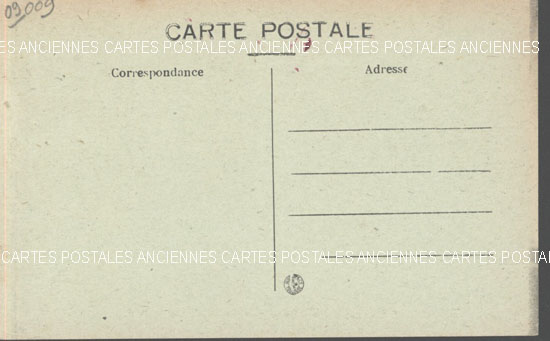 09009
CARTE POSTALE
ES ANCIENNES CARTES POSTALES ANCIENNES CARTES POSTALES ANCIENNES
Correspondance
Adresse
CARTES POSTALES ANCIENNES CARTES POSTALES ANCIENNES CARTES POSTALES